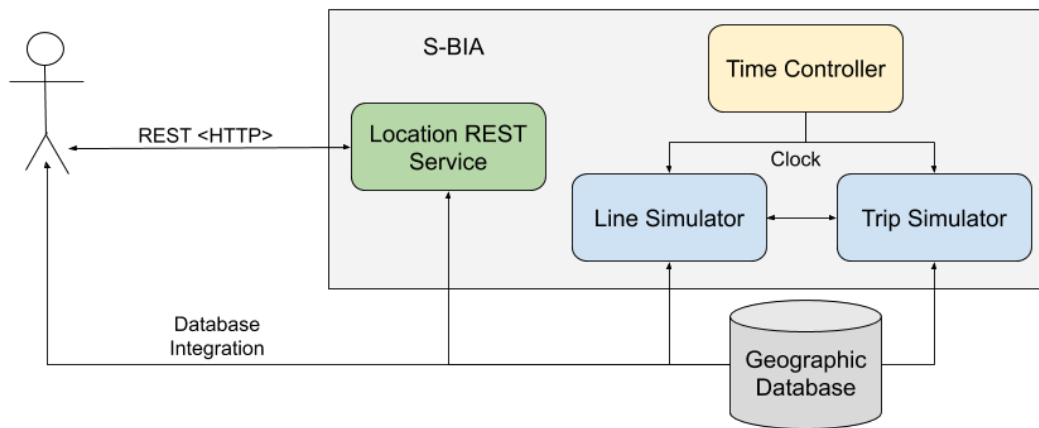 S-BIA
Time Controller
REST <HTTP>
Location REST
Service
Clock
Line Simulator
Trip Simulator
Database
Integration
Geographic
Database